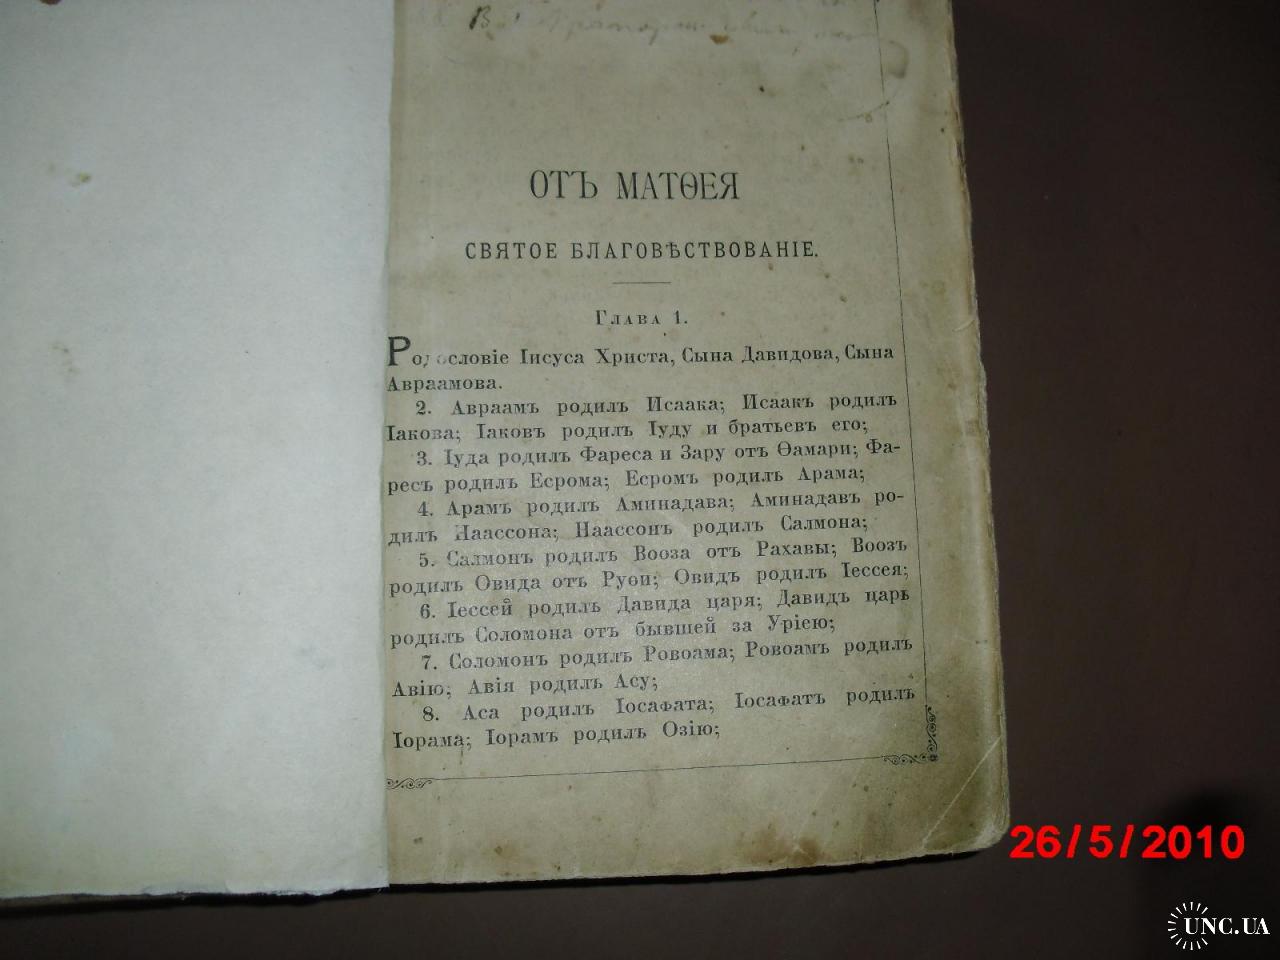 В
ОТЪ МАТѲЕЯ
СВЯТОЕ БЛАГОВѢСТВОВАНІЕ.
Глава 1.
Родословіе Іисуса Христа, Сына Давидова, Сына
Авраамова.
2. Авраамъ родилъ Исаака; Исаакъ родилъ
Іакова; Іаковъ родилъ Іуду и братьевъ его;
3. Іуда родилъ Фареса и Зару отъ Ѳамари; Фа-
ресъ родилъ Есрома; Есромъ родилъ Арама;
4. Арамъ родилъ Аминадава; Аминадавъ ро-
дилъ Наассона; Наассонъ родилъ Салмона;
5. Салмонъ родилъ Вооза отъ Рахавы; Воозъ
родилъ Овида отъ Руѳи; Овидъ родилъ Іессея;
6. Іессей родилъ Давида царя; Давидъ царь
родилъ Соломона отъ бывшей за Уріею;
7. Соломонъ родилъ Ровоама; Ровоамъ родилъ
Авію; Авія родилъ Асу;
8. Аса родилъ Іосафата; Іосафатъ родилъ
Іорама; Іорамъ родилъ Озію;
26/5/2010
UNC.UA